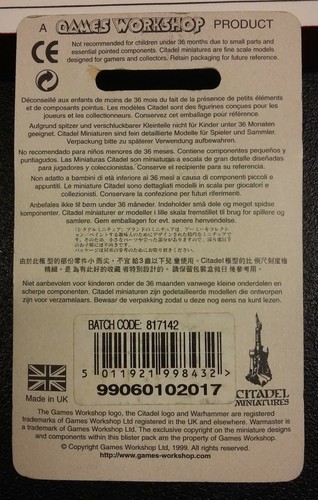 A GAMES WORKSHOP PRODUCT
CE
Not recommended for children under 36 months due to small parts and
essential pointed components. Citadel miniatures are fine scale models
designed for gamers and collectors. Retain packaging for future reference.
Déconseillé aux enfants de moins de 36 mois du fait de la présence de petits éléments
et de composants pointus. Les modèles Citadel sont des figurines conçues pour les
joueurs et les collectionneurs. Conservez cet emballage pour référence.
Aufgrund spitzer und verschluckbarer Kleinteile nicht für Kinder unter 36 Monaten
geeignet. Citadel Miniaturen sind fein detaillierte Modelle für Spieler und Sammler.
Verpackung bitte zu späterer Verwendung aufbewahren.
No recomendado para niños menores de 36 meses. Contiene componentes pequeños y
puntiagudos. Las Miniaturas Citadel son miniaturas a escala de gran detalle diseñadas
para jugadores y coleccionistas. Conserve el recipiente para su referencia.
Non adatto a bambini di età inferiore ai 36 mesi a causa di componenti piccoli e
appuntiti. Le miniature Citadel sono dettagliati modelli in scala per giocatori e
collezionisti. Conservare la confezione per futuri riferimenti.
Anbefales ikke til børn under 36 måneder. Indeholder små dele og meget spidse
komponenter. Citadel miniaturer er modeller i lille skala fremstillet til brug for spillere og
samlere. Gem emballagen for evt. senere henvendelse.
Niet aanbevolen voor kinderen onder de 36 maanden vanwege kleine onderdelen en
scherpe componenten. Citadel miniaturen zijn gedetailleerde modellen die ontworpen
zijn voor verzamelaars. Bewaar de verpakking zodat u deze nog eens na kunt lezen.
BATCH CODE: 817142
5 011921 998432 >
99060102017
Made in UK
CITADEL
MINIATURES
The Games Workshop logo, the Citadel logo and Warhammer are registered
trademarks of Games Workshop Ltd registered in the UK and elsewhere. Warmaster is
a trademark of Games Workshop Ltd. The exclusive copyright on the miniature designs
and components within this blister pack are the property of Games Workshop Ltd.
© Copyright Games Workshop Ltd, 1999. All rights reserved.
http://www.games-workshop.com